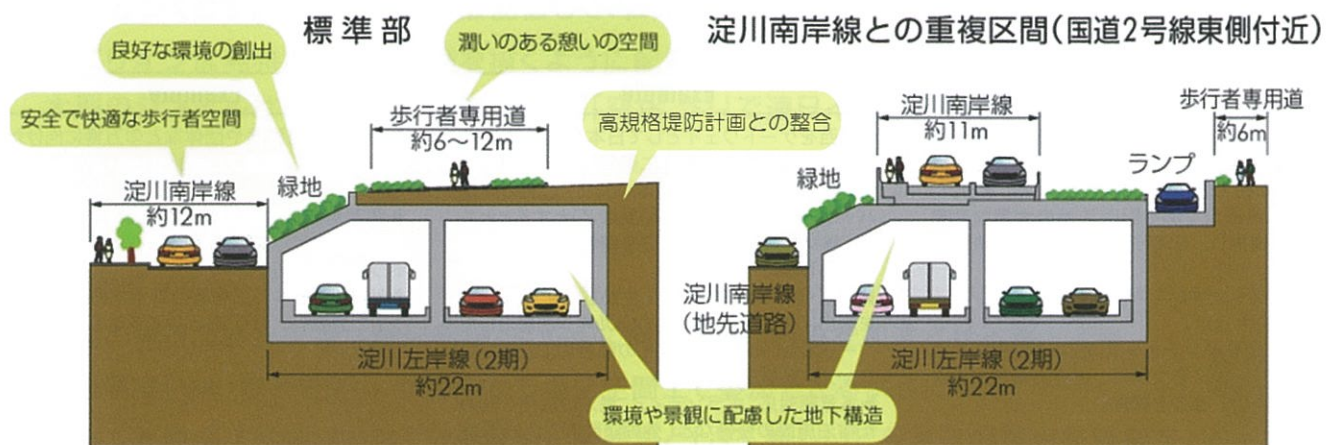 標準部
淀川南岸線との重複区間(国道2号線東側付近)
良好な環境の創出
潤いのある憩いの空間
安全で快適な歩行者空間
歩行者専用道
約6〜12m
高規格堤防計画との整合
淀川南岸線
約12m
緑地
淀川左岸線(2期)
約22m
環境や景観に配慮した地下構造
淀川南岸線
約11m
歩行者専用道
約6m
緑地
ランプ
淀川南岸線
(地先道路)
淀川左岸線(2期)
約22m